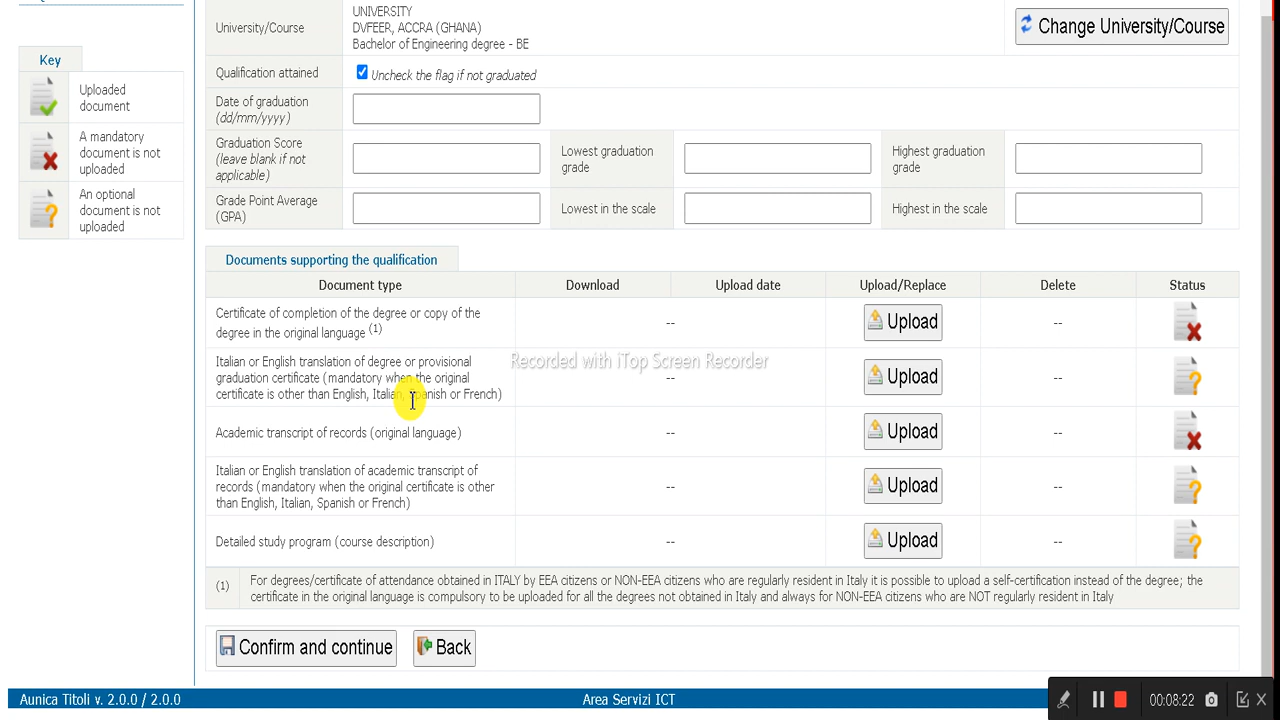 UNIVERSITY
University/Course
DVFEER, ACCRA (GHANA)
Bachelor of Engineering degree - BE
Change University/Course
Key
Uploaded
document
A mandatory
document is not
uploaded
An optional
document is not
uploaded
Qualification attained
Uncheck the flag if not graduated
Date of graduation
(dd/mm/yyyy)
Graduation Score
(leave blank if not
applicable)
Lowest graduation
grade
Highest graduation
grade
Grade Point Average
(GPA)
Lowest in the scale
Highest in the scale
Documents supporting the qualification
Document type Download Upload date Upload/Replace Delete Status
Certificate of completion of the degree or copy of the
degree in the original language (1)
-- Upload --
Recorded with iTop Screen Recorder
Italian or English translation of degree or provisional
graduation certificate (mandatory when the original
certificate is other than English, Italian, Spanish or French)
-- Upload --
Academic transcript of records (original language)
-- Upload --
Italian or English translation of academic transcript of
records (mandatory when the original certificate is other
than English, Italian, Spanish or French)
-- Upload --
Detailed study program (course description)
-- Upload --
(1) For degrees/certificate of attendance obtained in ITALY by EEA citizens or NON-EEA citizens who are regularly resident in Italy it is possible to upload a self-certification instead of the degree; the
certificate in the original language is compulsory to be uploaded for all the degrees not obtained in Italy and always for NON-EEA citizens who are NOT regularly resident in Italy
Confirm and continue
Back
Aunica Titoli v. 2.0.0 / 2.0.0
Area Servizi ICT
00:08:22